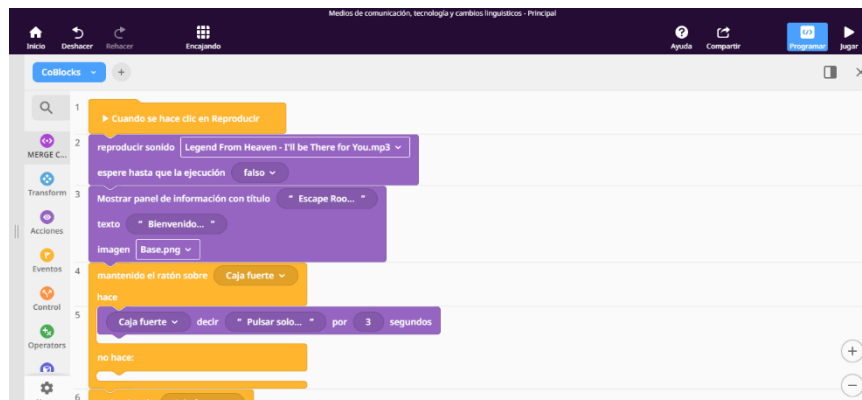 Medios de comunicación, tecnología y cambios linguisticos - Principal
Inicio Deshacer Rehacer Encajando Ayuda Compartir Programar Jugar
CoBlocks +
1 Cuando se hace clic en Reproducir
MERGE C...
2 reproducir sonido Legend From Heaven - I'll be There for You.mp3
espere hasta que la ejecución falso
Transform
3 Mostrar panel de información con título “ Escape Roo... ”
Acciones
texto “ Bienvenido... ”
imagen Base.png
Eventos
4 mantenido el ratón sobre Caja fuerte
hace
Control
5 Caja fuerte decir “ Pulsar solo... ” por 3 segundos
Operators
no hace:
6